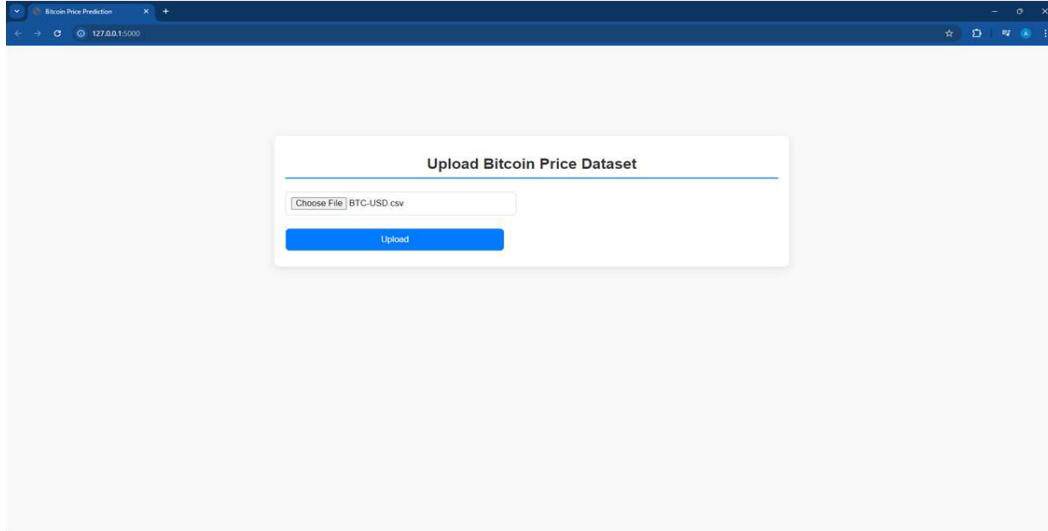 Bitcoin Price Prediction
127.0.0.1:5000
A
Upload Bitcoin Price Dataset
Choose File BTC-USD.csv
Upload